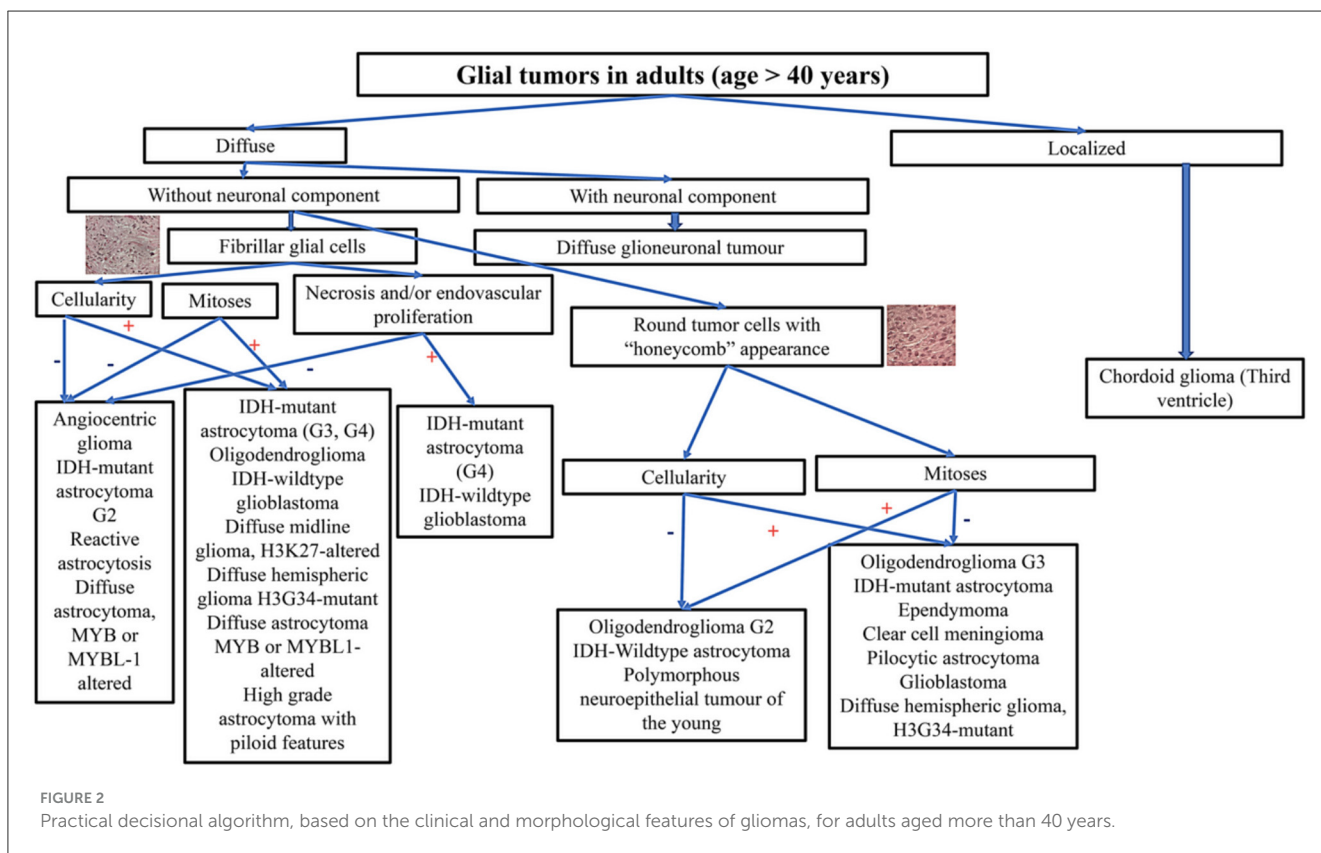 Glial tumors in adults (age > 40 years)
Diffuse
Localized
Without neuronal component
With neuronal component
Fibrillar glial cells
Diffuse glioneuronal tumour
Cellularity
Mitoses
Necrosis and/or endovascular
proliferation
Round tumor cells with
“honeycomb” appearance
Chordoid glioma (Third
ventricle)
+
+
+
-
-
-
Angiocentric
glioma
IDH-mutant
astrocytoma
G2
Reactive
astrocytosis
Diffuse
astrocytoma,
MYB or
MYBL-1
altered
IDH-mutant
astrocytoma (G3, G4)
Oligodendroglioma
IDH-wildtype
glioblastoma
Diffuse midline
glioma, H3K27-altered
Diffuse hemispheric
glioma H3G34-mutant
Diffuse astrocytoma
MYB or MYBL1-
altered
High grade
astrocytoma with
piloid features
IDH-mutant
astrocytoma
(G4)
IDH-wildtype
glioblastoma
Cellularity
Mitoses
-
+
+
-
Oligodendroglioma G2
IDH-Wildtype astrocytoma
Polymorphous
neuroepithelial tumour of
the young
Oligodendroglioma G3
IDH-mutant astrocytoma
Ependymoma
Clear cell meningioma
Pilocytic astrocytoma
Glioblastoma
Diffuse hemispheric glioma,
H3G34-mutant
FIGURE 2
Practical decisional algorithm, based on the clinical and morphological features of gliomas, for adults aged more than 40 years.